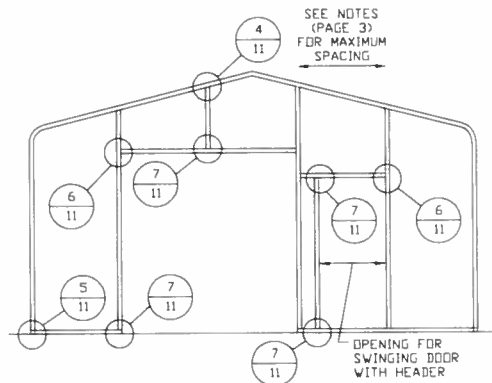 4
11
SEE NOTES
(PAGE 3)
FOR MAXIMUM
SPACING
6
11
7
11
7
11
6
11
5
11
7
11
7
11
OPENING FOR
SWINGING DOOR
WITH HEADER